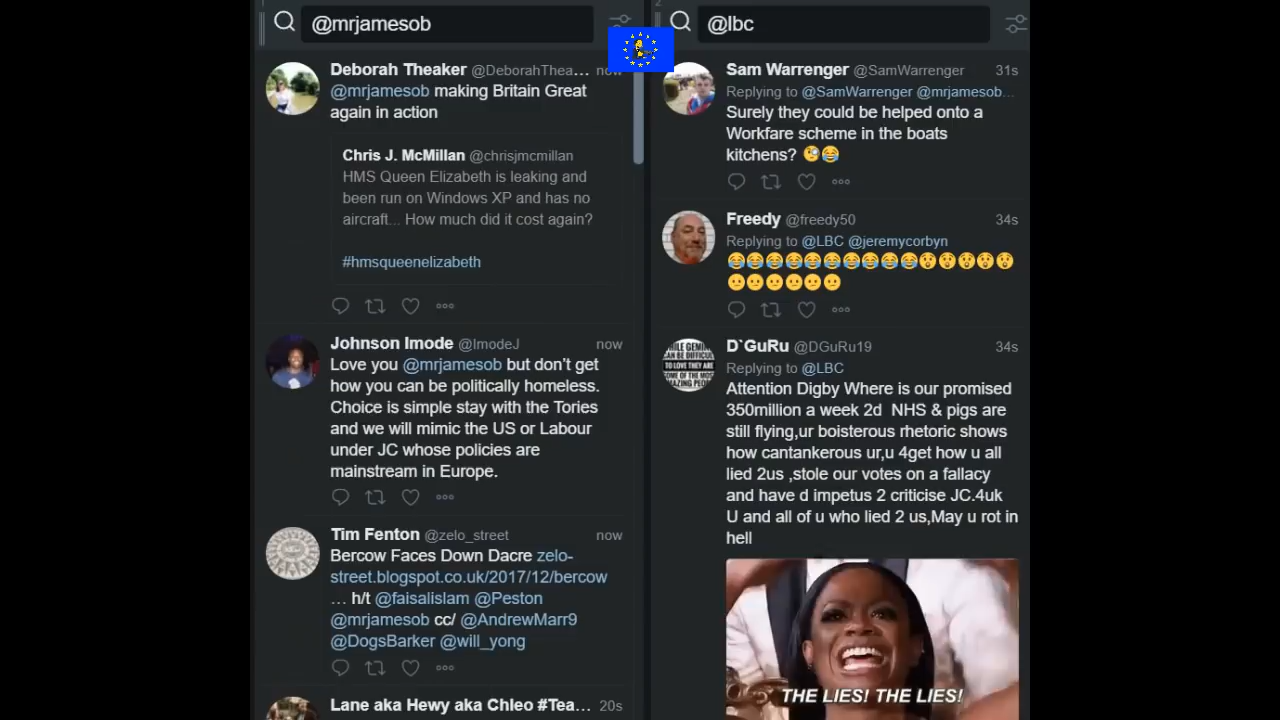 1
@mrjamesob
Deborah Theaker @DeborahThea... now
@mrjamesob making Britain Great
again in action
Chris J. McMillan @chrisjmcmillan
HMS Queen Elizabeth is leaking and
been run on Windows XP and has no
aircraft... How much did it cost again?
#hmsqueenelizabeth
Johnson Imode @ImodeJ now
Love you @mrjamesob but don't get
how you can be politically homeless.
Choice is simple stay with the Tories
and we will mimic the US or Labour
under JC whose policies are
mainstream in Europe.
Tim Fenton @zelo_street now
Bercow Faces Down Dacre zelo-
street.blogspot.co.uk/2017/12/bercow
… h/t @faisalislam @Peston
@mrjamesob cc/ @AndrewMarr9
@DogsBarker @will_yong
Lane aka Hewy aka Chleo #Tea... 20s
2
@lbc
Sam Warrenger @SamWarrenger 31s
Replying to @SamWarrenger @mrjamesob...
Surely they could be helped onto a
Workfare scheme in the boats
kitchens? 🧐😂
Freedy @freedy50 34s
Replying to @LBC @jeremycorbyn
😂😂😂😂😂😂😂😂😂😂😲😲😲😲😲
😕😕😕😕😕😕
D`GuRu @DGuRu19 34s
Replying to @LBC
Attention Digby Where is our promised
350million a week 2d NHS & pigs are
still flying,ur boisterous rhetoric shows
how cantankerous ur,u 4get how u all
lied 2us ,stole our votes on a fallacy
and have d impetus 2 criticise JC.4uk
U and all of u who lied 2 us,May u rot in
hell
THE LIES! THE LIES!